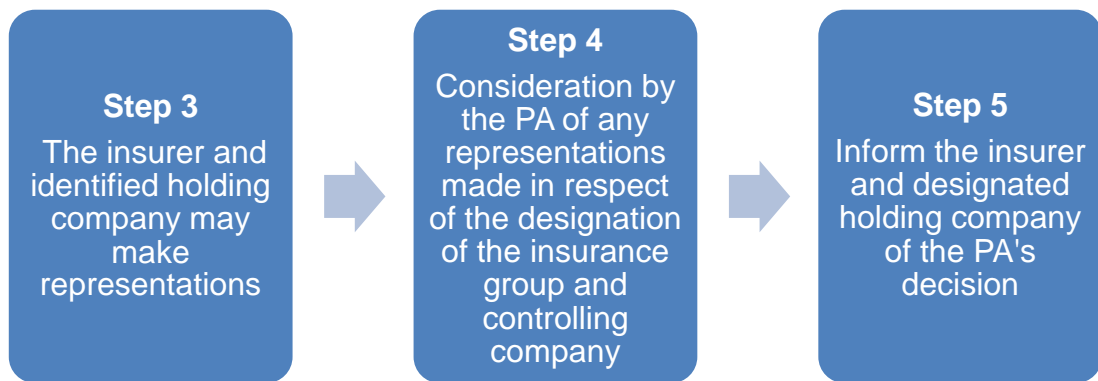 Step 3
The insurer and
identified holding
company may
make
representations
Step 4
Consideration by
the PA of any
representations
made in respect
of the designation
of the insurance
group and
controlling
company
Step 5
Inform the insurer
and designated
holding company
of the PA's
decision